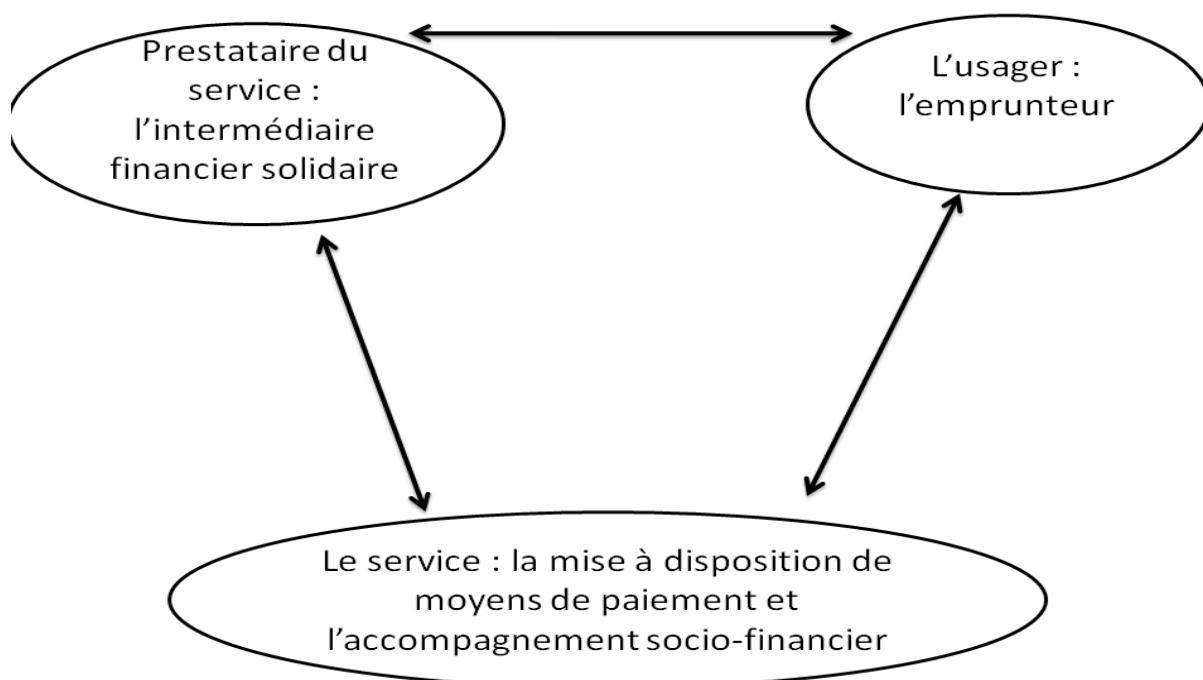 Prestataire du
service :
l’intermédiaire
financier solidaire
L’usager :
l’emprunteur
Le service : la mise à disposition de
moyens de paiement et
l’accompagnement socio-financier